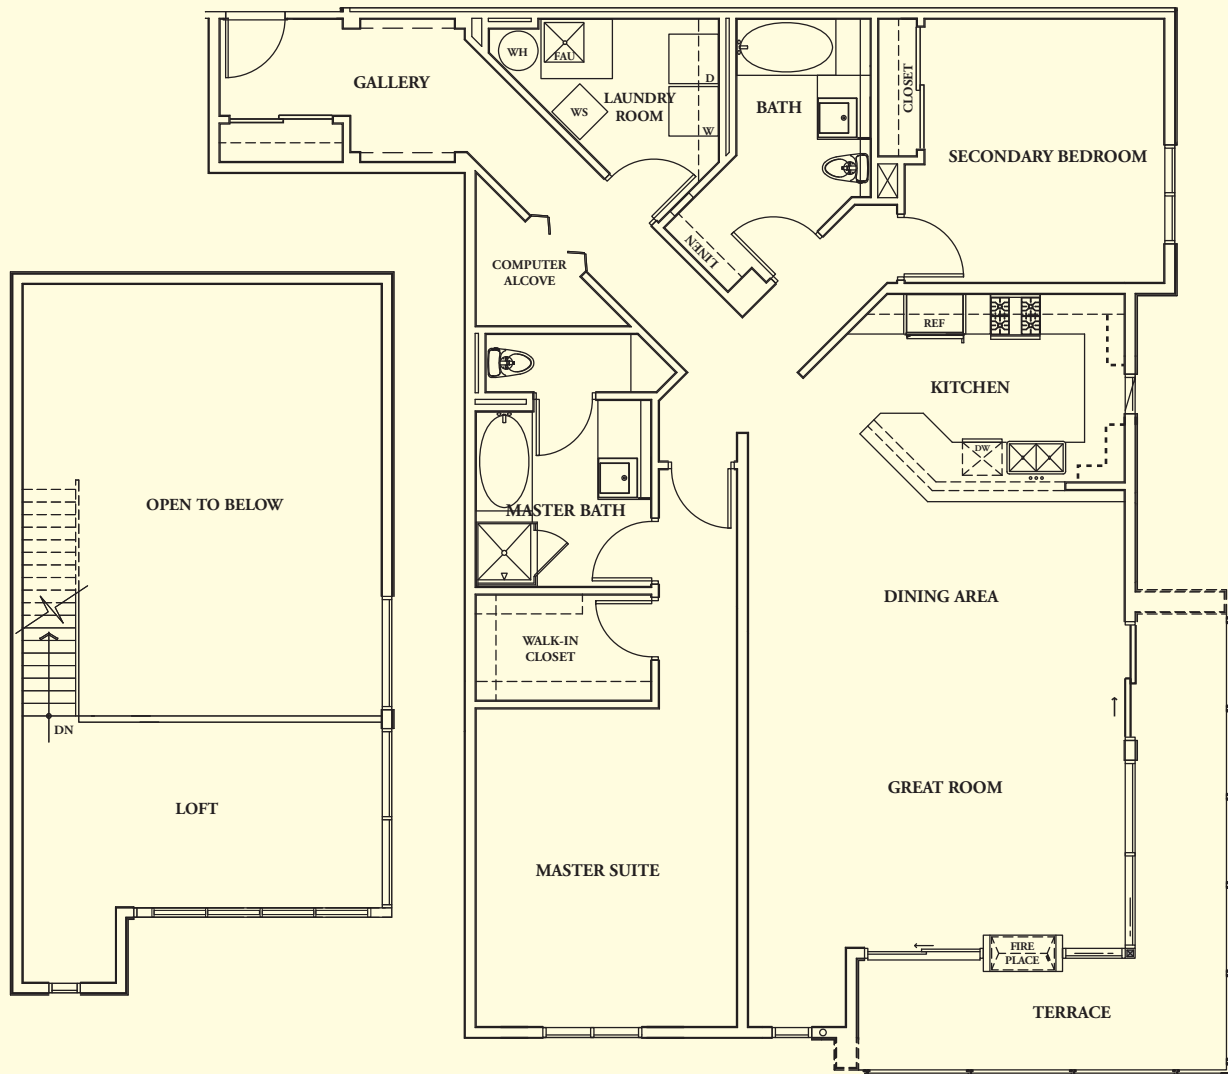 WH
FAU
D
WS
W
GALLERY
LAUNDRY
ROOM
BATH
CLOSET
SECONDARY BEDROOM
LINEN
COMPUTER
ALCOVE
REF
KITCHEN
DW
OPEN TO BELOW
MASTER BATH
DINING AREA
WALK-IN
CLOSET
DN
LOFT
GREAT ROOM
MASTER SUITE
FIRE
PLACE
TERRACE